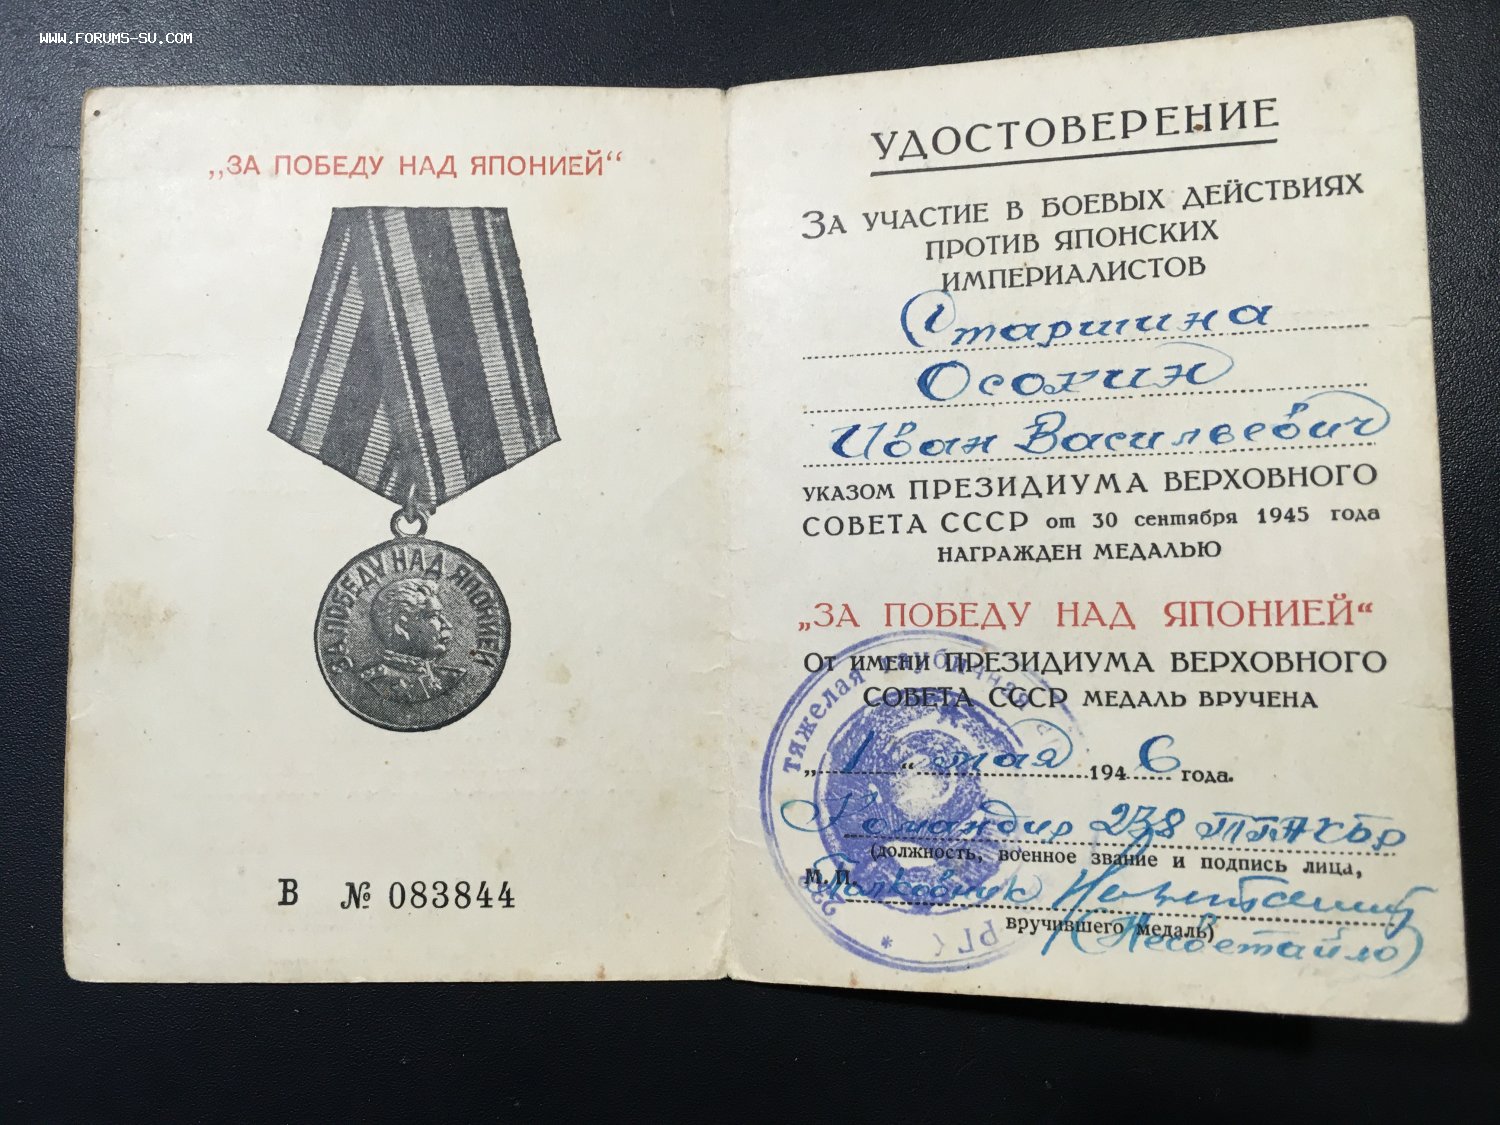 WWW.FORUMS-SU.COM
„ЗА ПОБЕДУ НАД ЯПОНИЕЙ“
ЗА ПОБЕДУ НАД ЯПОНИЕЙ
В № 083844
УДОСТОВЕРЕНИЕ
ЗА УЧАСТИЕ В БОЕВЫХ ДЕЙСТВИЯХ
ПРОТИВ ЯПОНСКИХ
ИМПЕРИАЛИСТОВ
Старшина
Осокин
Иван Васильевич
УКАЗОМ ПРЕЗИДИУМА ВЕРХОВНОГО
СОВЕТА СССР от 30 сентября 1945 года
НАГРАЖДЕН МЕДАЛЬЮ
„ЗА ПОБЕДУ НАД ЯПОНИЕЙ“
ОТ ИМЕНИ ПРЕЗИДИУМА ВЕРХОВНОГО
СОВЕТА СССР МЕДАЛЬ ВРУЧЕНА
„1“ мая 1946 года.
Командир 238 ТГАКБр
(должность, военное звание и подпись лица,
М. П. Полковник
вручившего медаль)
(Несветайло)
тяжелая гаубичная
РГК